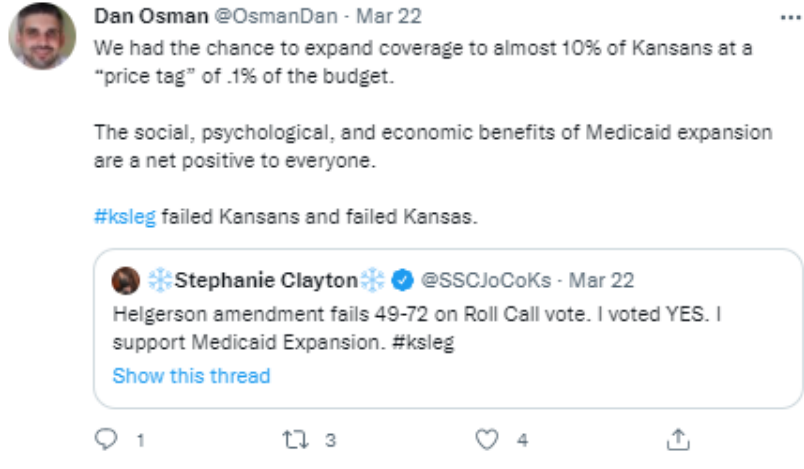 Dan Osman @OsmanDan · Mar 22
We had the chance to expand coverage to almost 10% of Kansans at a
“price tag” of .1% of the budget.
The social, psychological, and economic benefits of Medicaid expansion
are a net positive to everyone.
#ksleg failed Kansans and failed Kansas.
❄️Stephanie Clayton❄️ @SSCJoCoKs · Mar 22
Helgerson amendment fails 49-72 on Roll Call vote. I voted YES. I
support Medicaid Expansion. #ksleg
Show this thread
1 3 4